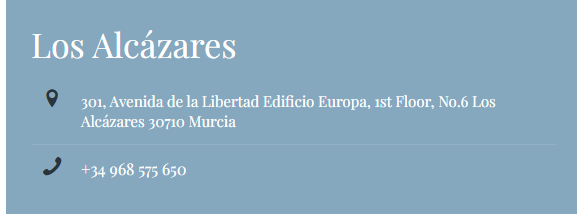 Los Alcázares
301, Avenida de la Libertad Edificio Europa, 1st Floor, No.6 Los
Alcázares 30710 Murcia
+34 968 575 650